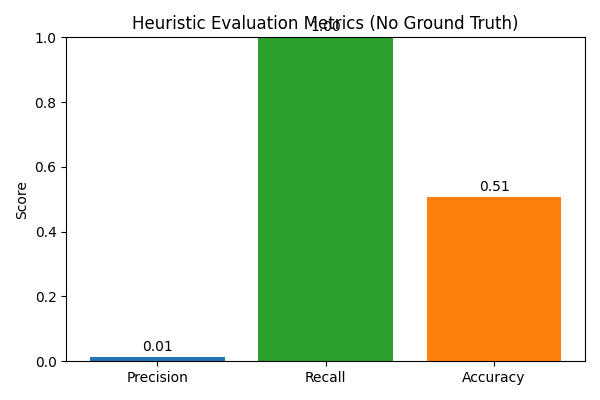 Heuristic Evaluation Metrics (No Ground Truth)
1.00
1.0
0.8
0.6
0.4
0.2
0.0
Score
0.51
0.01
Precision
Recall
Accuracy